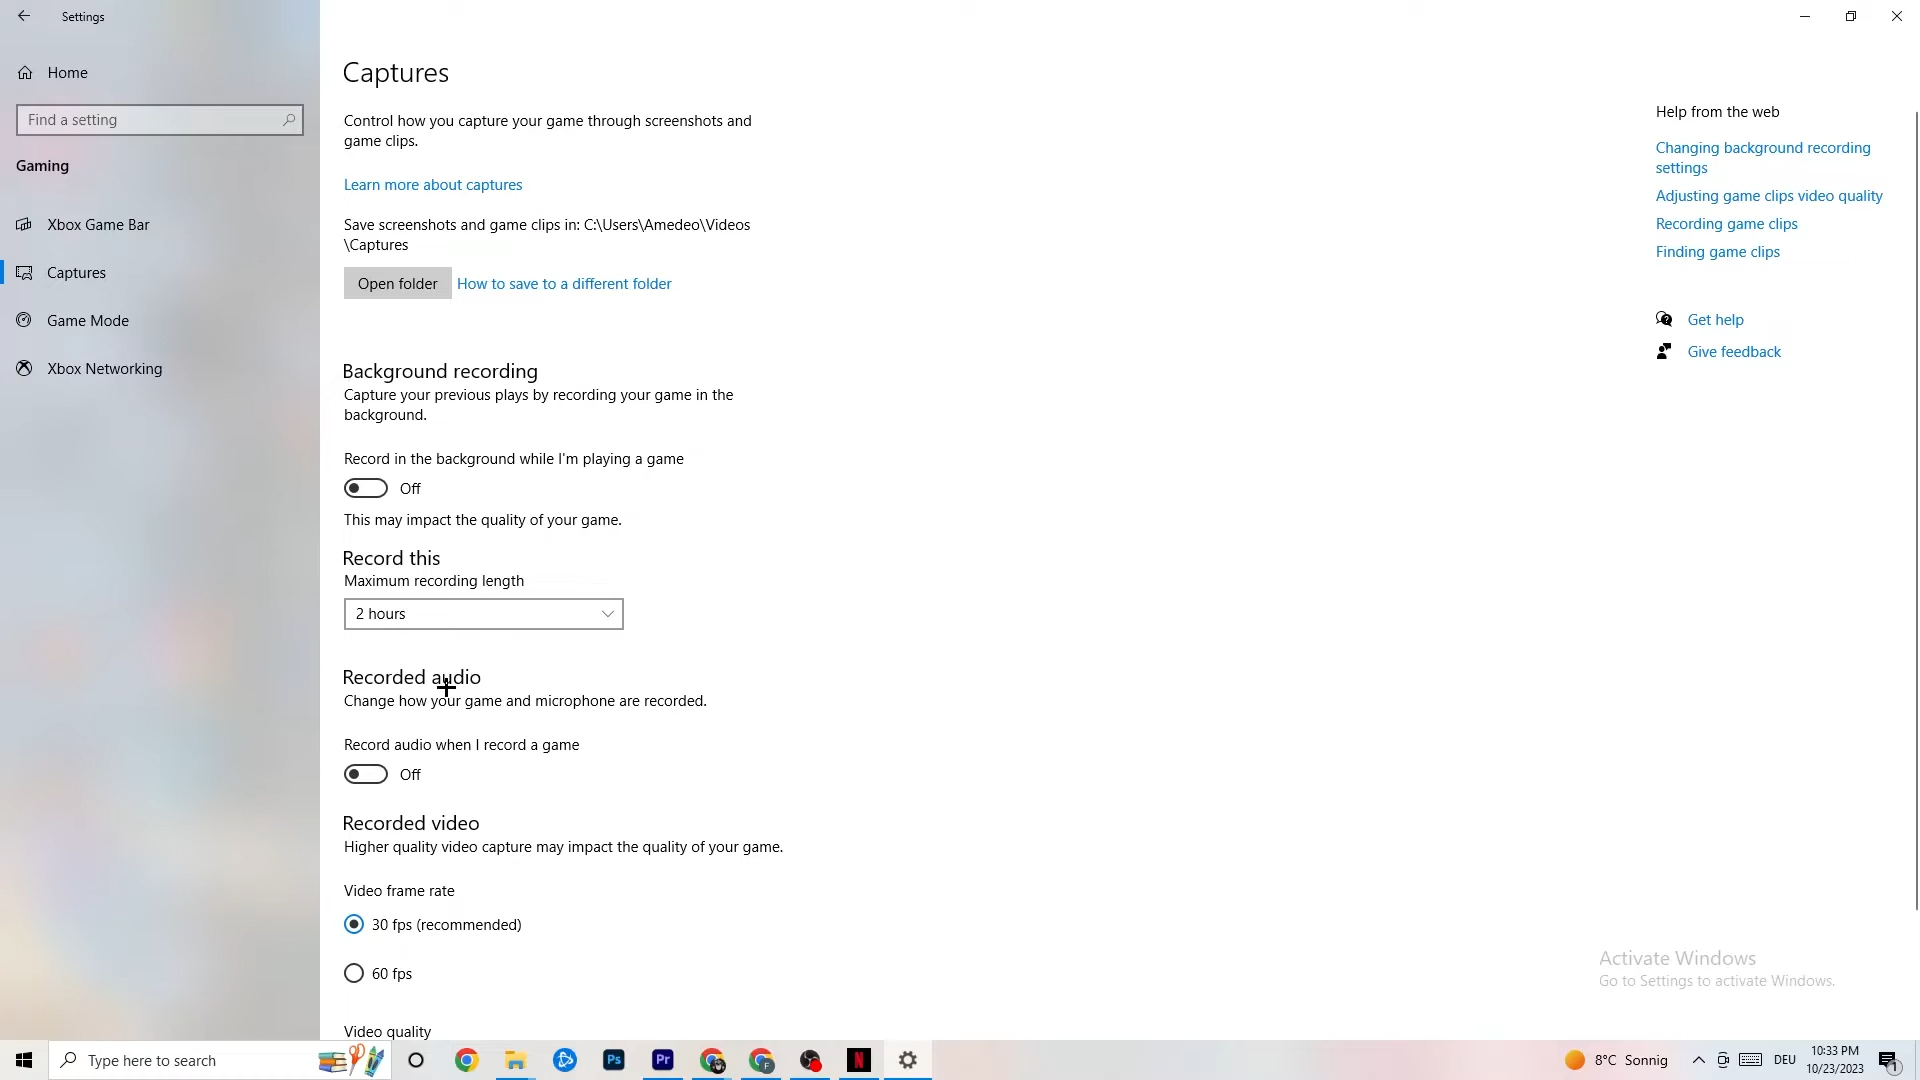 Settings
Home
Find a setting
Gaming
Xbox Game Bar
Captures
Game Mode
Xbox Networking
Captures
Control how you capture your game through screenshots and
game clips.
Learn more about captures
Save screenshots and game clips in: C:\Users\Amedeo\Videos
\Captures
Open folder
How to save to a different folder
Background recording
Capture your previous plays by recording your game in the
background.
Record in the background while I'm playing a game
Off
This may impact the quality of your game.
Record this
Maximum recording length
2 hours
Recorded audio
Change how your game and microphone are recorded.
Record audio when I record a game
Off
Recorded video
Higher quality video capture may impact the quality of your game.
Video frame rate
30 fps (recommended)
60 fps
Video quality
Help from the web
Changing background recording
settings
Adjusting game clips video quality
Recording game clips
Finding game clips
Get help
Give feedback
Activate Windows
Go to Settings to activate Windows.
Type here to search
Ps
Pr
F
N
8°C Sonnig
DEU
10:33 PM
10/23/2023
1